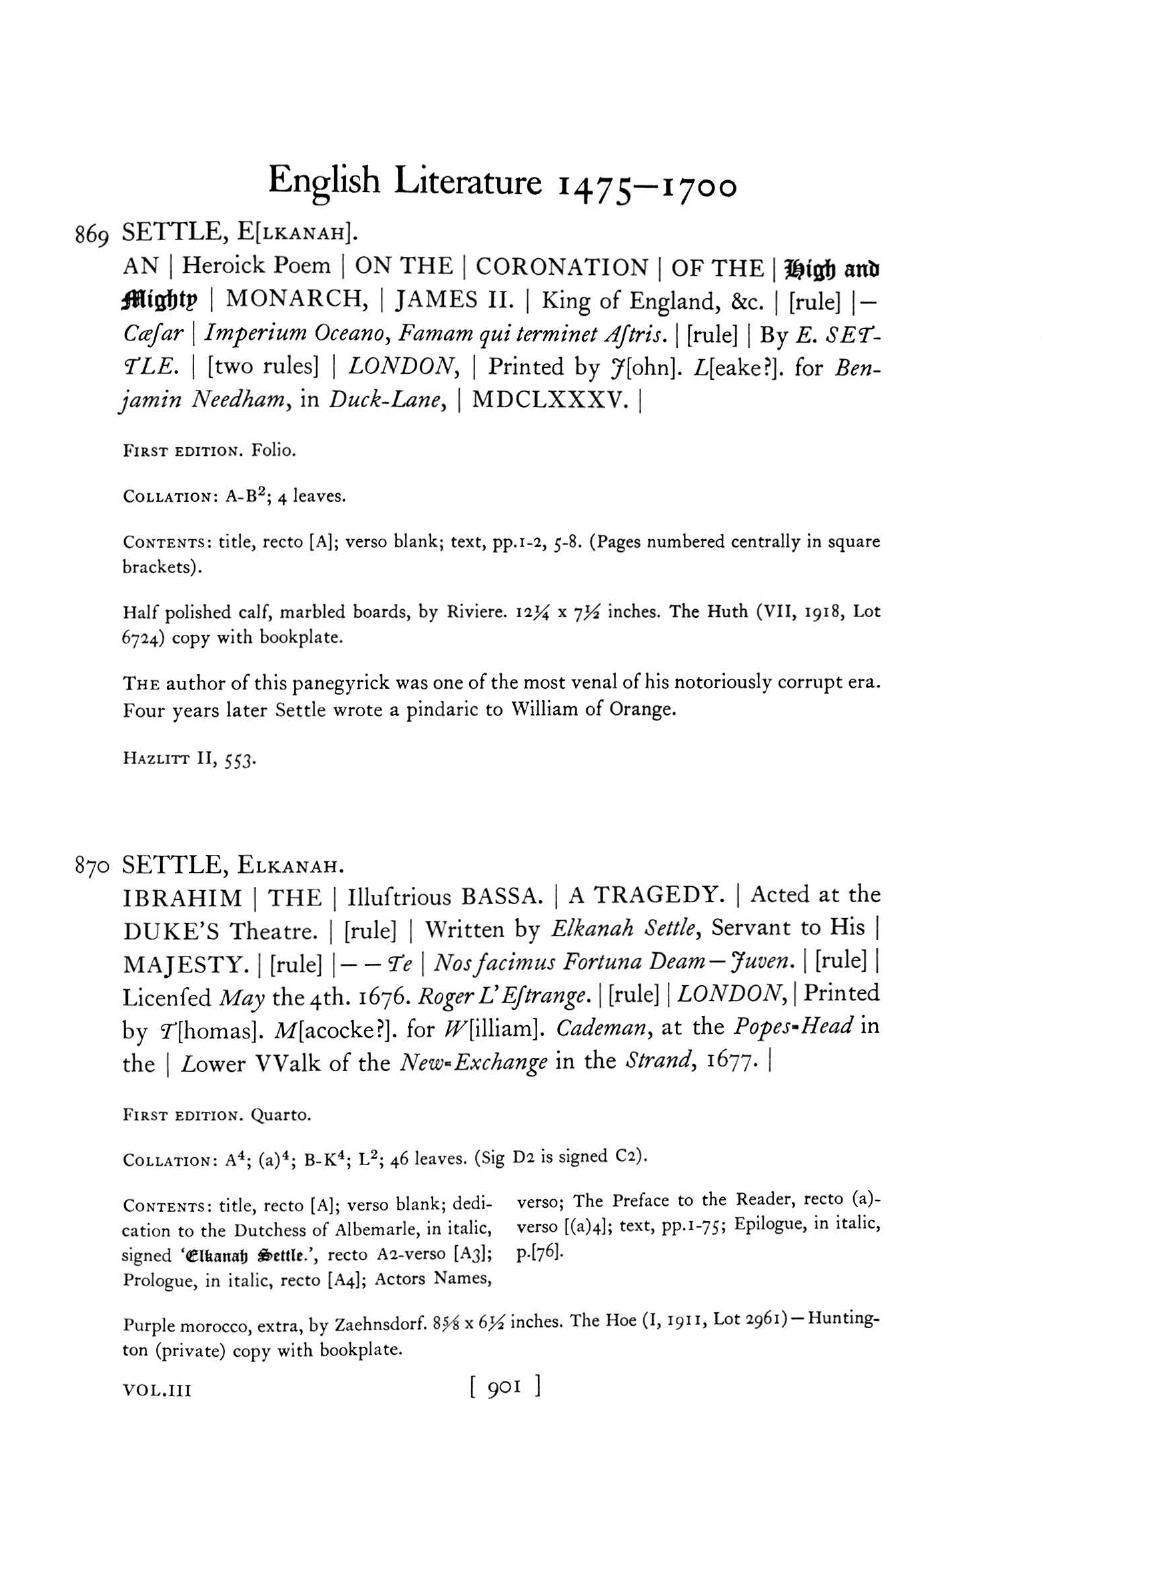 English Literature 1475—1700
869 SETTLE, E[LKANAH].
AN | Heroick Poem | ON THE | CORONATION | OF THE | High and
Mighty | MONARCH, | JAMES II. | King of England, &c. | [rule] |—
Cæſar | Imperium Oceano, Famam qui terminet Aſtris. | [rule] | By E. SET-
TLE. | [two rules] | LONDON, | Printed by J[ohn]. L[eake?]. for Ben-
jamin Needham, in Duck-Lane, | MDCLXXXV. |
FIRST EDITION. Folio.
COLLATION: A-B²; 4 leaves.
CONTENTS: title, recto [A]; verso blank; text, pp.1-2, 5-8. (Pages numbered centrally in square
brackets).
Half polished calf, marbled boards, by Riviere. 12¼ x 7½ inches. The Huth (VII, 1918, Lot
6724) copy with bookplate.
THE author of this panegyrick was one of the most venal of his notoriously corrupt era.
Four years later Settle wrote a pindaric to William of Orange.
HAZLITT II, 553.
870 SETTLE, ELKANAH.
IBRAHIM | THE | Illuſtrious BASSA. | A TRAGEDY. | Acted at the
DUKE'S Theatre. | [rule] | Written by Elkanah Settle, Servant to His |
MAJESTY. | [rule] |— — Te | Nos facimus Fortuna Deam—Juven. | [rule] |
Licenſed May the 4th. 1676. Roger L'Eſtrange. | [rule] | LONDON, | Printed
by T[homas]. M[acocke?]. for W[illiam]. Cademan, at the Popes-Head in
the | Lower VValk of the New-Exchange in the Strand, 1677. |
FIRST EDITION. Quarto.
COLLATION: A⁴; (a)⁴; B-K⁴; L²; 46 leaves. (Sig D2 is signed C2).
CONTENTS: title, recto [A]; verso blank; dedi-
cation to the Dutchess of Albemarle, in italic,
signed 'Elkanah Settle.', recto A2-verso [A3];
Prologue, in italic, recto [A4]; Actors Names,
verso; The Preface to the Reader, recto (a)-
verso [(a)4]; text, pp.1-75; Epilogue, in italic,
p.[76].
Purple morocco, extra, by Zaehnsdorf. 8⅝ x 6½ inches. The Hoe (I, 1911, Lot 2961)—Hunting-
ton (private) copy with bookplate.
VOL.III [ 901 ]